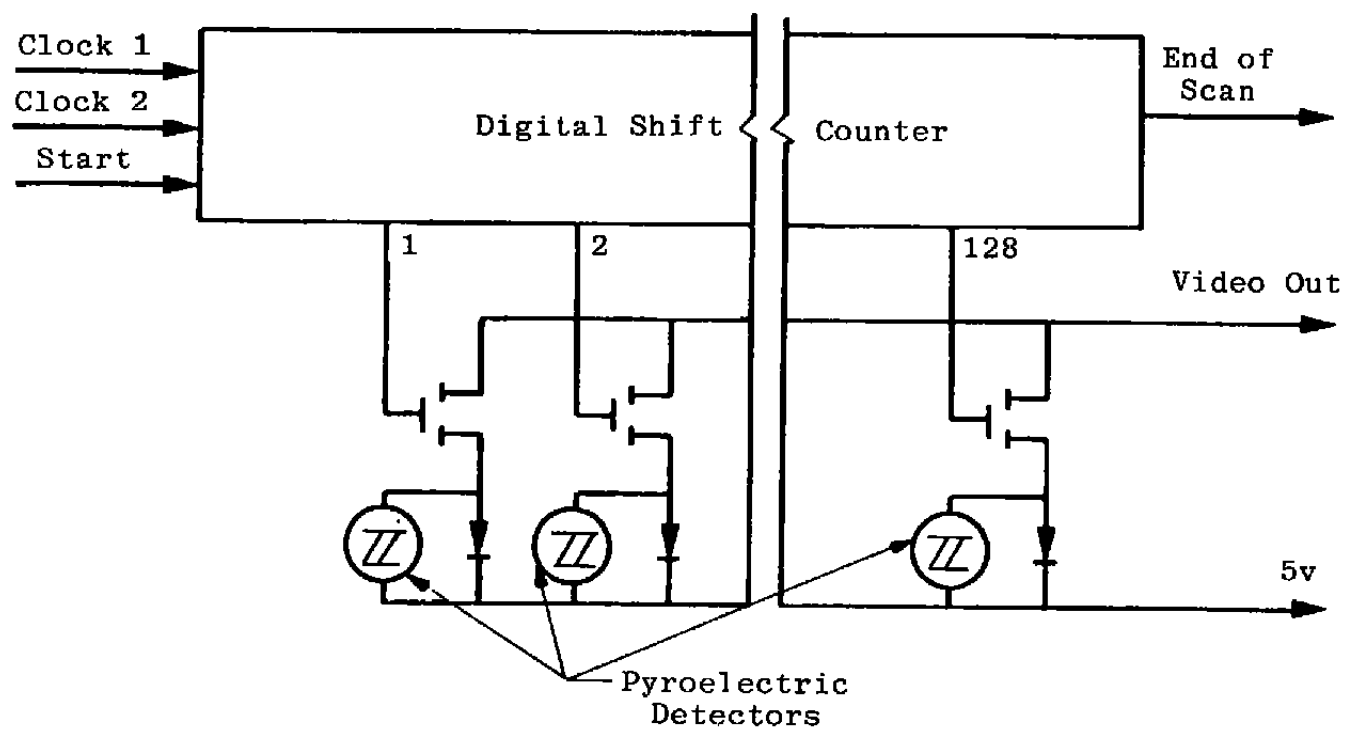 Clock 1
Clock 2
Start
Digital Shift
Counter
End of
Scan
1
2
128
Video Out
5v
Pyroelectric
Detectors